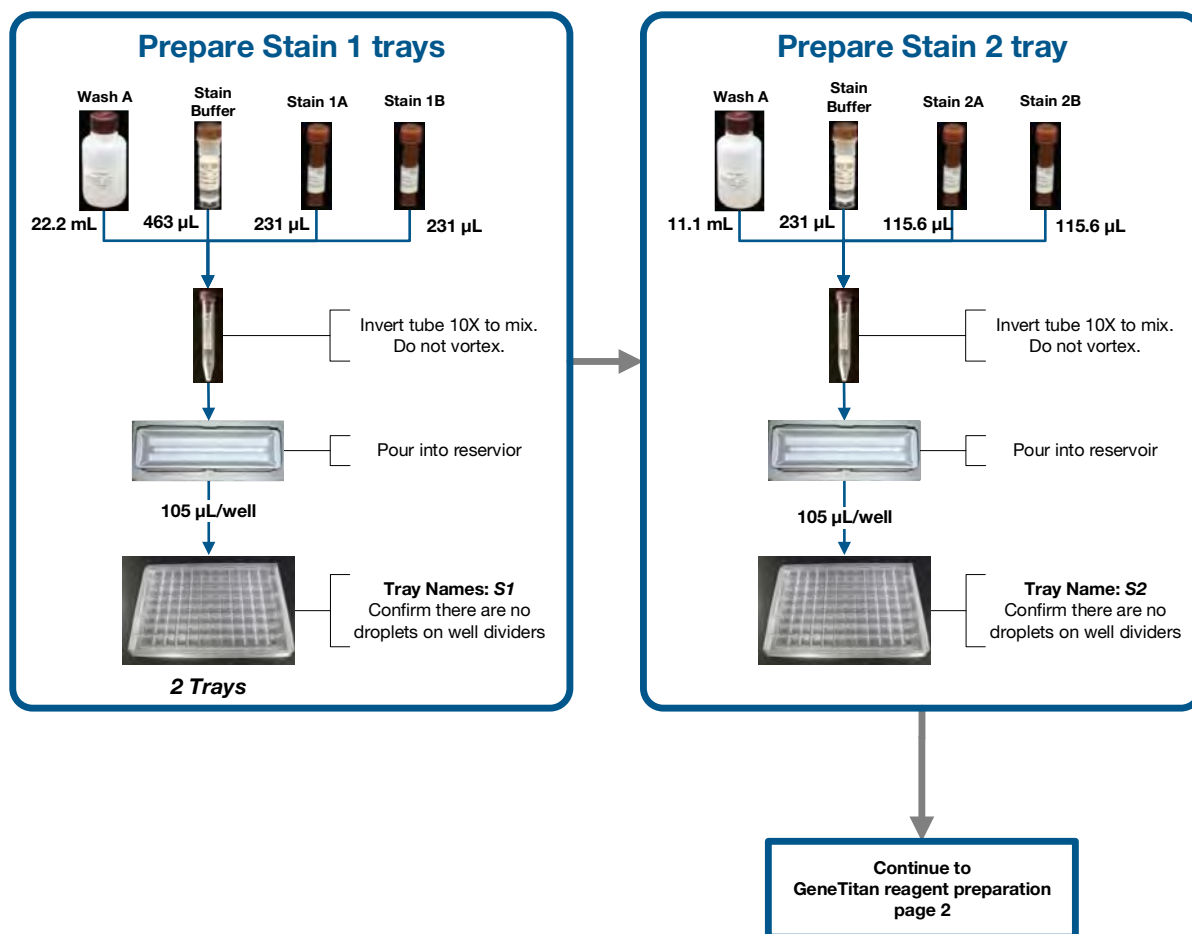 Prepare Stain 1 trays
Wash A
Stain
Buffer
Stain 1A
Stain 1B
22.2 mL
463 µL
231 µL
231 µL
Invert tube 10X to mix.
Do not vortex.
Pour into reservior
105 µL/well
Tray Names: S1
Confirm there are no
droplets on well dividers
2 Trays
Prepare Stain 2 tray
Wash A
Stain
Buffer
Stain 2A
Stain 2B
11.1 mL
231 µL
115.6 µL
115.6 µL
Invert tube 10X to mix.
Do not vortex.
Pour into reservoir
105 µL/well
Tray Name: S2
Confirm there are no
droplets on well dividers
Continue to
GeneTitan reagent preparation
page 2